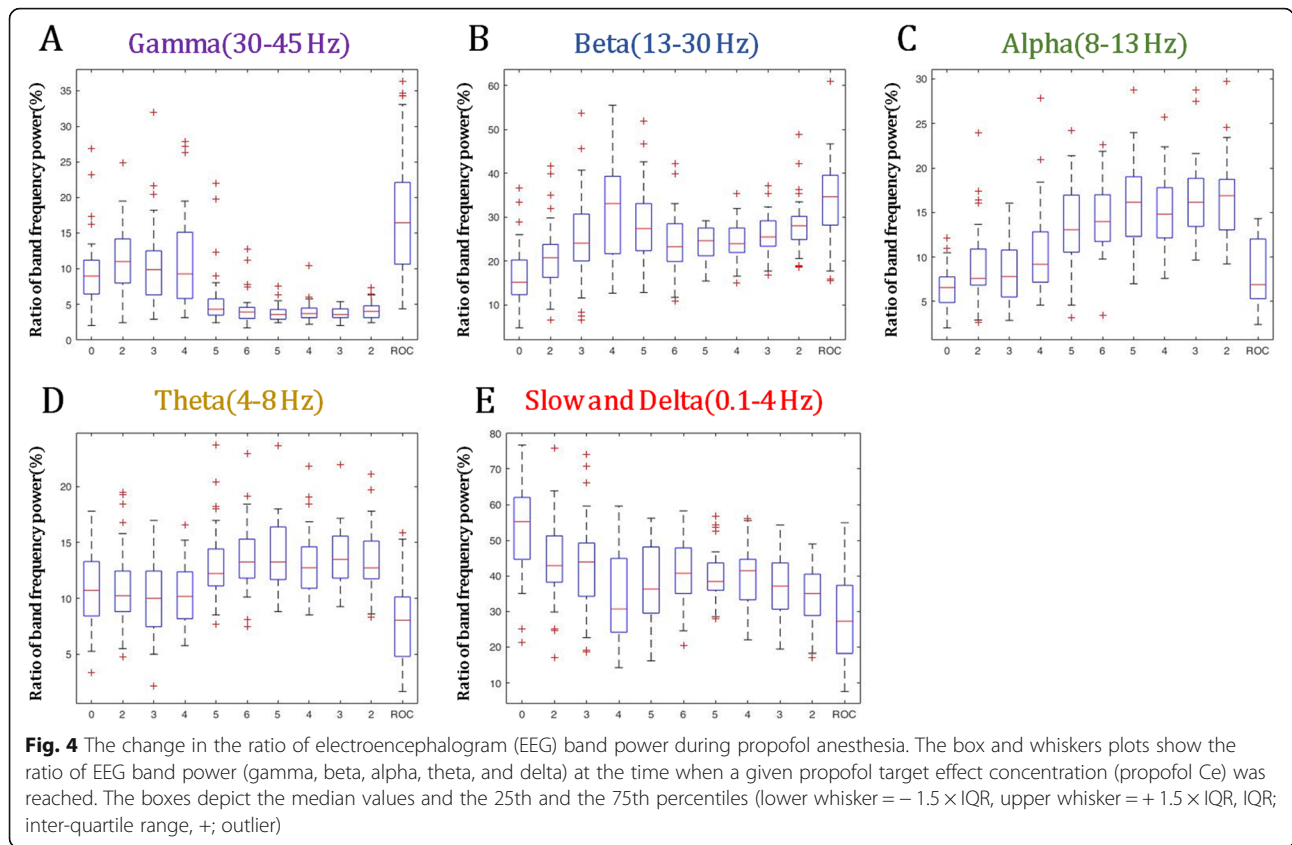 A Gamma(30-45 Hz)
Ratio of band frequency power(%)
35
30
25
20
15
10
5
0
0 2 3 4 5 6 5 4 3 2 ROC
B Beta(13-30 Hz)
Ratio of band frequency power(%)
60
50
40
30
20
10
0 2 3 4 5 6 5 4 3 2 ROC
C Alpha(8-13 Hz)
Ratio of band frequency power(%)
30
25
20
15
10
5
0 2 3 4 5 6 5 4 3 2 ROC
D Theta(4-8 Hz)
Ratio of band frequency power(%)
20
15
10
5
0 2 3 4 5 6 5 4 3 2 ROC
E Slow and Delta(0.1-4 Hz)
Ratio of band frequency power(%)
80
70
60
50
40
30
20
10
0 2 3 4 5 6 5 4 3 2 ROC
Fig. 4 The change in the ratio of electroencephalogram (EEG) band power during propofol anesthesia. The box and whiskers plots show the
ratio of EEG band power (gamma, beta, alpha, theta, and delta) at the time when a given propofol target effect concentration (propofol Ce) was
reached. The boxes depict the median values and the 25th and the 75th percentiles (lower whisker = − 1.5 × IQR, upper whisker = + 1.5 × IQR, IQR;
inter-quartile range, +; outlier)